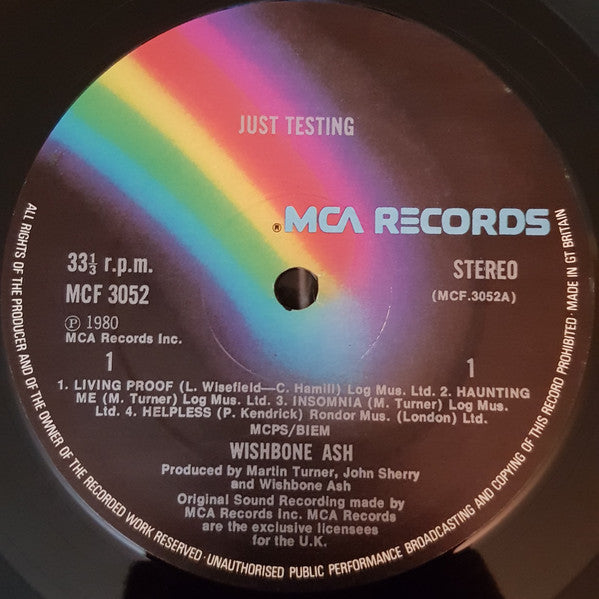 JUST TESTING
® MCA RECORDS
33⅓ r.p.m.
MCF 3052
STEREO
(MCF.3052A)
℗ 1980
MCA Records Inc.
1
1
1. LIVING PROOF (L. Wisefield—C. Hamill) Log Mus. Ltd. 2. HAUNTING
ME (M. Turner) Log Mus. Ltd. 3. INSOMNIA (M. Turner) Log Mus.
Ltd. 4. HELPLESS (P. Kendrick) Rondor Mus. (London) Ltd.
MCPS/BIEM
WISHBONE ASH
Produced by Martin Turner, John Sherry
and Wishbone Ash
Original Sound Recording made by
MCA Records Inc. MCA Records
are the exclusive licensees
for the U.K.
ALL RIGHTS OF THE PRODUCER AND OF THE OWNER OF THE RECORDED WORK RESERVED · UNAUTHORISED PUBLIC PERFORMANCE BROADCASTING AND COPYING OF THIS RECORD PROHIBITED · MADE IN GT BRITAIN